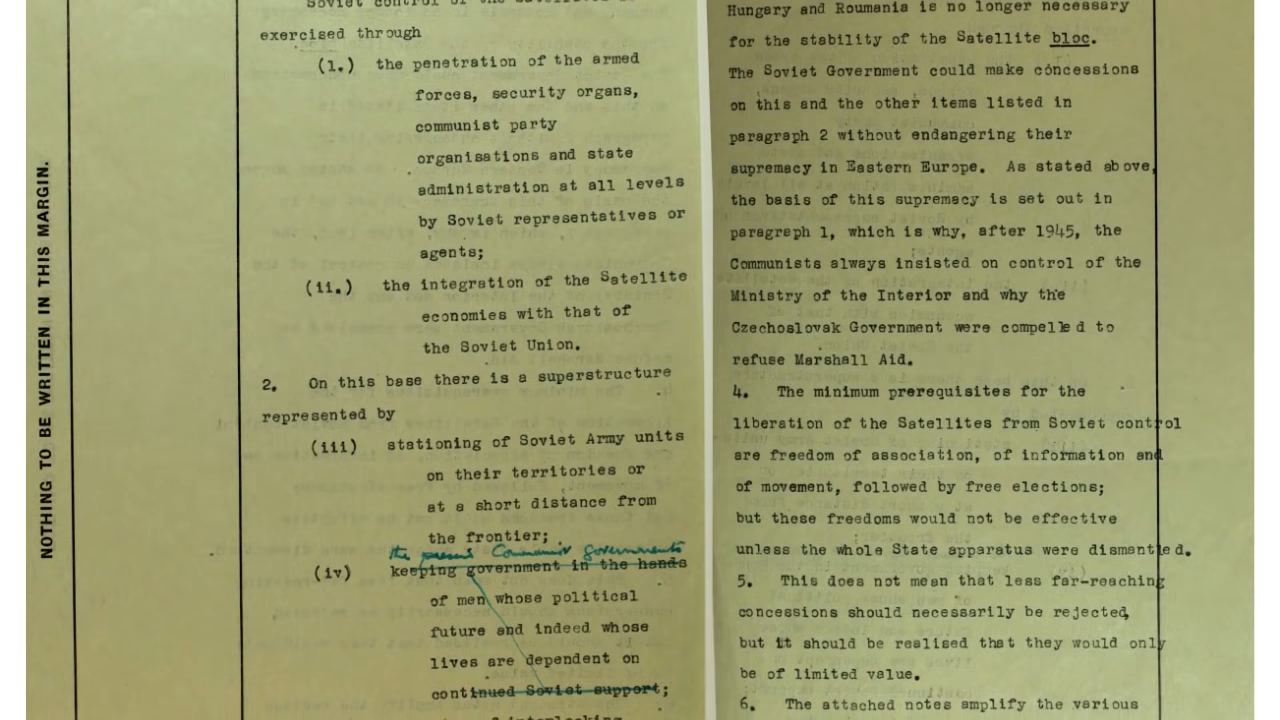 NOTHING TO BE WRITTEN IN THIS MARGIN.
Soviet control of the satellites is
exercised through
(i.) the penetration of the armed
forces, security organs,
communist party
organisations and state
administration at all levels
by Soviet representatives or
agents;
(ii.) the integration of the Satellite
economies with that of
the Soviet Union.
2. On this base there is a superstructure
represented by
(iii) stationing of Soviet Army units
on their territories or
at a short distance from
the frontier;
the present Communist governments
(iv) keeping government in the hands
of men whose political
future and indeed whose
lives are dependent on
continued Soviet support;
of interlocking
Hungary and Roumania is no longer necessary
for the stability of the Satellite bloc.
The Soviet Government could make concessions
on this and the other items listed in
paragraph 2 without endangering their
supremacy in Eastern Europe. As stated above,
the basis of this supremacy is set out in
paragraph 1, which is why, after 1945, the
Communists always insisted on control of the
Ministry of the Interior and why the
Czechoslovak Government were compelled to
refuse Marshall Aid.
4. The minimum prerequisites for the
liberation of the Satellites from Soviet control
are freedom of association, of information and
of movement, followed by free elections;
but these freedoms would not be effective
unless the whole State apparatus were dismantled.
5. This does not mean that less far-reaching
concessions should necessarily be rejected,
but it should be realised that they would only
be of limited value.
6. The attached notes amplify the various